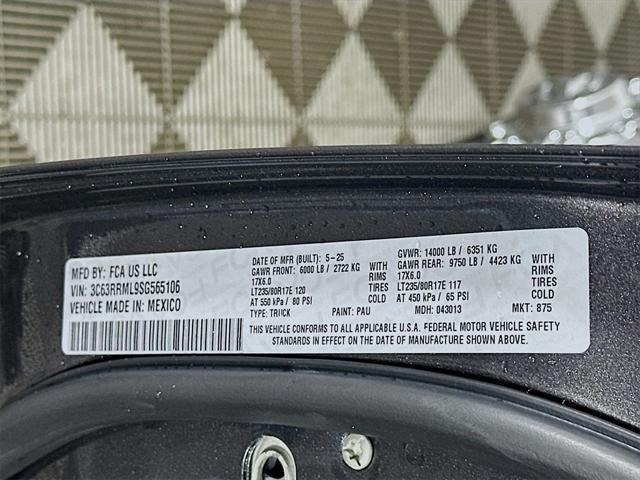 MFD BY: FCA US LLC
VIN: 3C63RRML9SG565106
VEHICLE MADE IN: MEXICO
DATE OF MFR (BUILT): 5-25
GAWR FRONT: 6000 LB / 2722 KG WITH
17X6.0 RIMS
LT235/80R17E 120
AT 550 kPa / 80 PSI
TYPE: TRUCK PAINT: PAU
GVWR: 14000 LB / 6351 KG
GAWR REAR: 9750 LB / 4423 KG WITH
17X6.0 RIMS
LT235/80R17E 117
AT 450 kPa / 65 PSI
MDH: 043013 MKT: 875
THIS VEHICLE CONFORMS TO ALL APPLICABLE U.S.A. FEDERAL MOTOR VEHICLE SAFETY
STANDARDS IN EFFECT ON THE DATE OF MANUFACTURE SHOWN ABOVE.